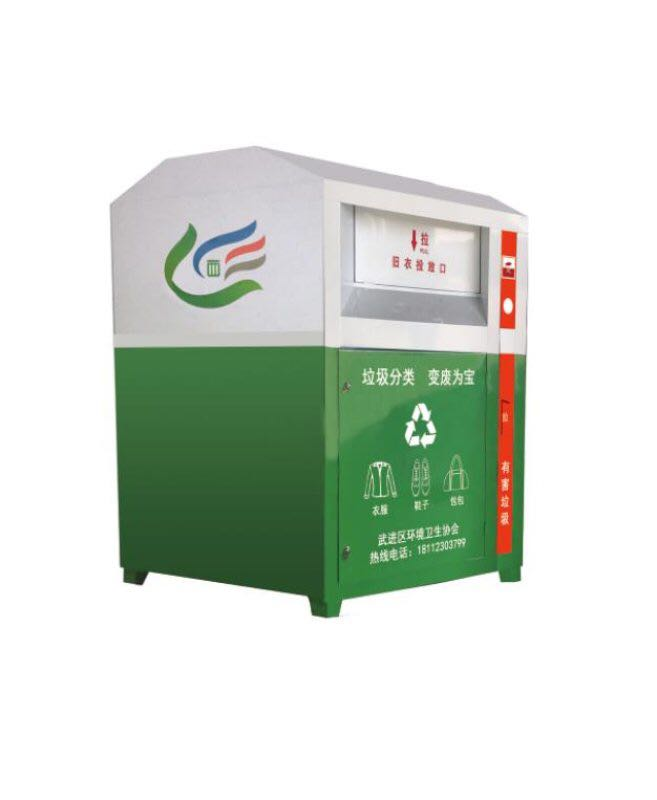 拉
PULL
旧衣投放口
垃圾分类 变废为宝
衣服
鞋子
包包
武进区环境卫生协会
热线电话：18112303799
拉
有害垃圾